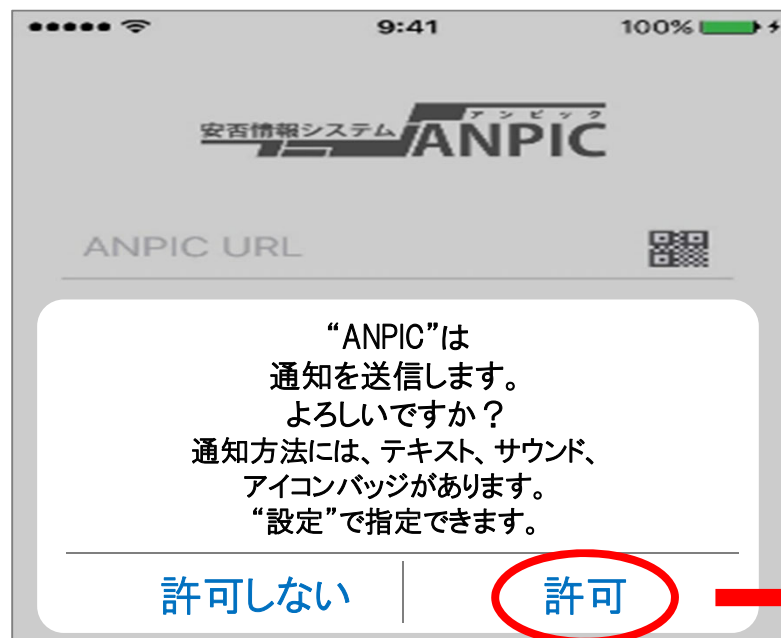 9:41
100%
アンピック
安否情報システム ANPIC
ANPIC URL
“ANPIC”は
通知を送信します。
よろしいですか？
通知方法には、テキスト、サウンド、
アイコンバッジがあります。
“設定”で指定できます。
許可しない
許可